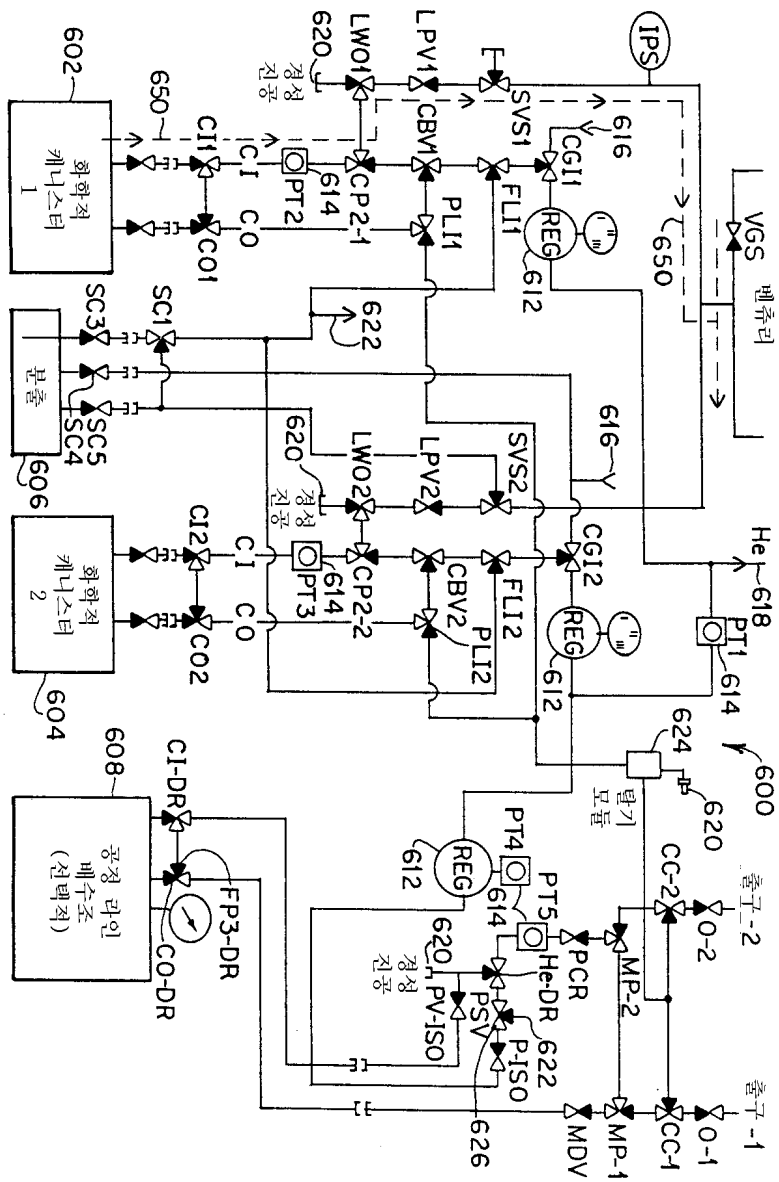 IPS
VGS
벤츄리
He
618
PT1
614
600
620
624
탈기
모듈
출구-2
출구-1
CC-2
O-2
CC-1
O-1
620
경성
진공
LWO1
LPV1
SVS1
616
CGI1
REG
612
650
602
650
CI1
CI
PT2
614
CP2-1
CBV1
FLI1
PLI1
CO
CO1
화학적
캐니스터
1
SC3
SC1
622
SC4
SC5
분출
606
620
경성
진공
LWO2
LPV2
SVS2
616
CGI2
REG
612
CI2
CI
PT3
614
CP2-2
CBV2
FLI2
PLI2
CO
CO2
화학적
캐니스터
2
604
608
CI-DR
FP3-DR
CO-DR
공정 라인
배수조
(선택적)
REG
612
PT4
614
PT5
PCR
MP-2
He-DR
620
경성
진공
PV-ISO
PSV
622
P-ISO
626
MDV
MP-1